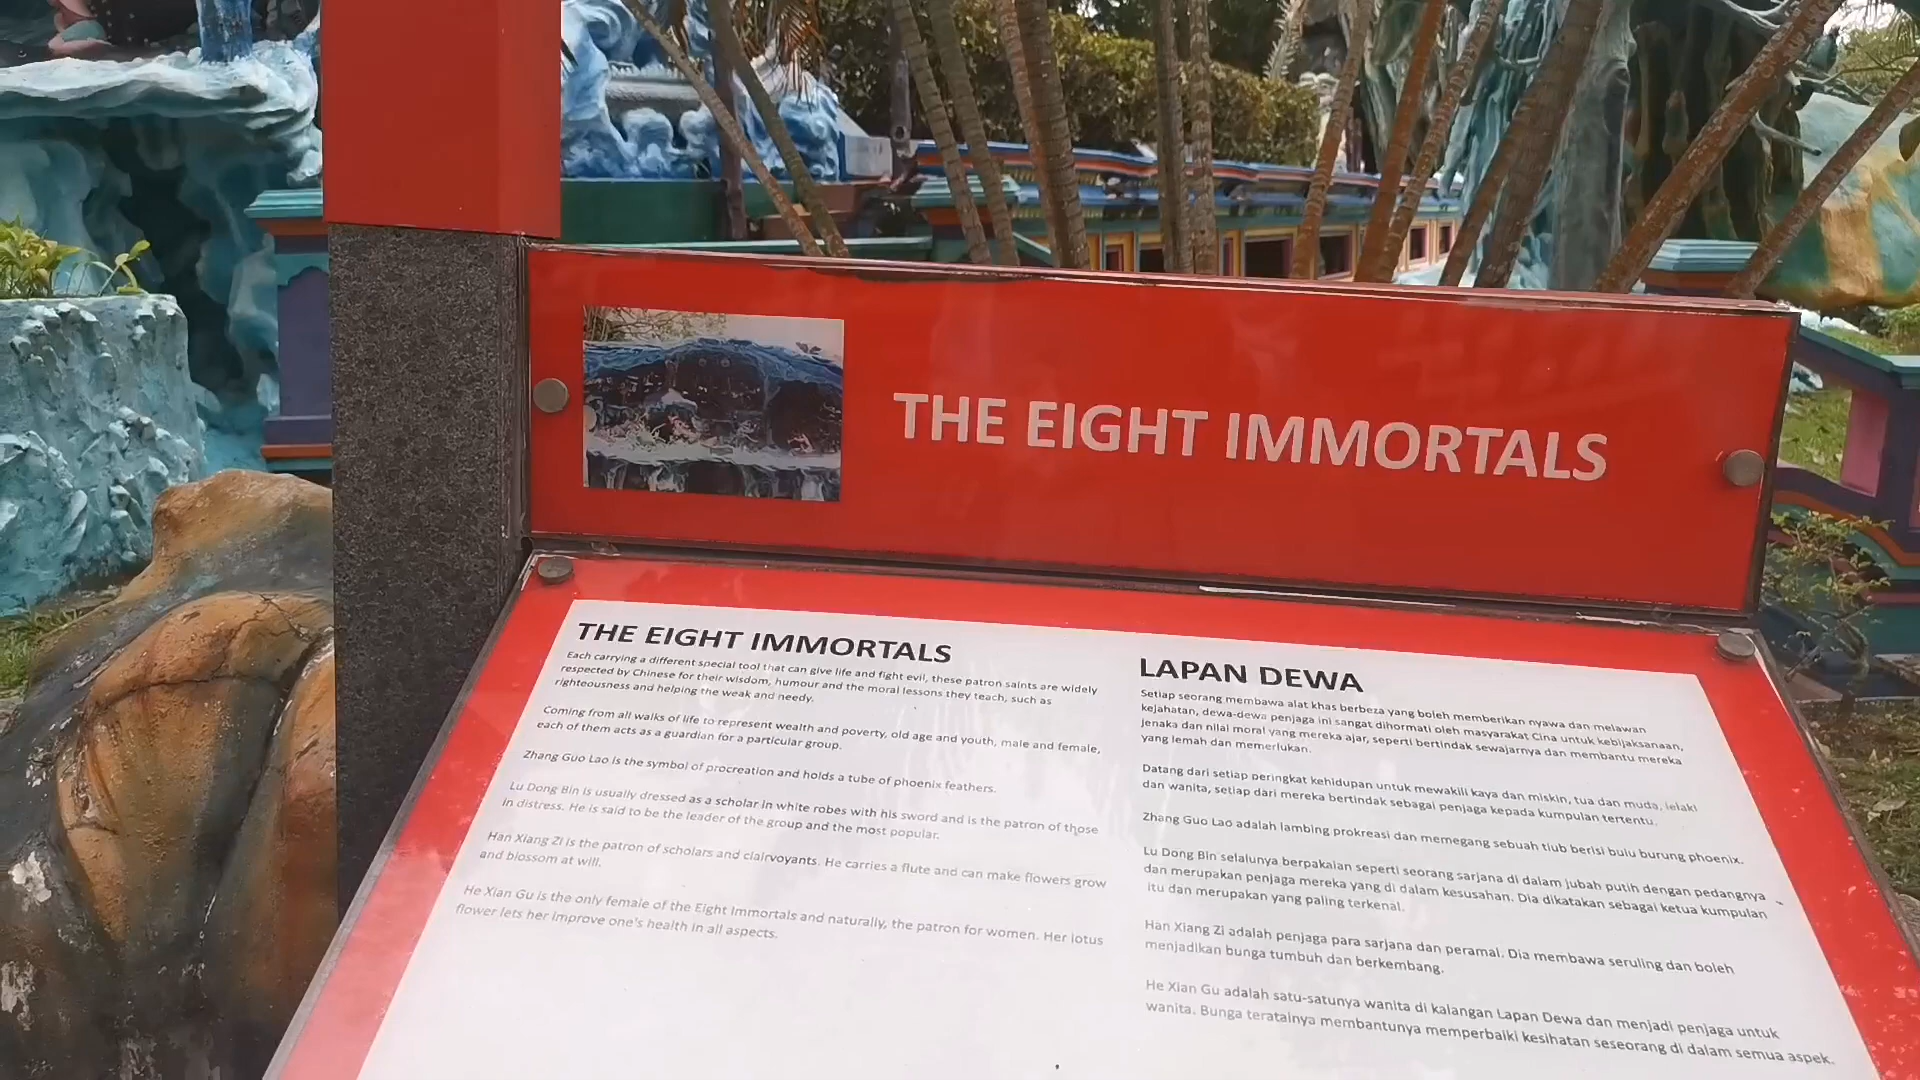 THE EIGHT IMMORTALS
THE EIGHT IMMORTALS
Each carrying a different special tool that can give life and fight evil, these patron saints are widely
respected by Chinese for their wisdom, humour and the moral lessons they teach, such as
righteousness and helping the weak and needy.
Coming from all walks of life to represent wealth and poverty, old age and youth, male and female,
each of them acts as a guardian for a particular group.
Zhang Guo Lao is the symbol of procreation and holds a tube of phoenix feathers.
Lu Dong Bin is usually dressed as a scholar in white robes with his sword and is the patron of those
in distress. He is said to be the leader of the group and the most popular.
Han Xiang Zi is the patron of scholars and clairvoyants. He carries a flute and can make flowers grow
and blossom at will.
He Xian Gu is the only female of the Eight Immortals and naturally, the patron for women. Her lotus
flower lets her improve one's health in all aspects.
LAPAN DEWA
Setiap seorang membawa alat khas berbeza yang boleh memberikan nyawa dan melawan
kejahatan, dewa-dewa penjaga ini sangat dihormati oleh masyarakat Cina untuk kebijaksanaan,
jenaka dan nilai moral yang mereka ajar, seperti bertindak sewajarnya dan membantu mereka
yang lemah dan memerlukan.
Datang dari setiap peringkat kehidupan untuk mewakili kaya dan miskin, tua dan muda, lelaki
dan wanita, setiap dari mereka bertindak sebagai penjaga kepada kumpulan tertentu.
Zhang Guo Lao adalah lambing prokreasi dan memegang sebuah tiub berisi bulu burung phoenix.
Lu Dong Bin selalunya berpakaian seperti seorang sarjana di dalam jubah putih dengan pedangnya
dan merupakan penjaga mereka yang di dalam kesusahan. Dia dikatakan sebagai ketua kumpulan
itu dan merupakan yang paling terkenal.
Han Xiang Zi adalah penjaga para sarjana dan peramal. Dia membawa seruling dan boleh
menjadikan bunga tumbuh dan berkembang.
He Xian Gu adalah satu-satunya wanita di kalangan Lapan Dewa dan menjadi penjaga untuk
wanita. Bunga teratainya membantunya memperbaiki kesihatan seseorang di dalam semua aspek.